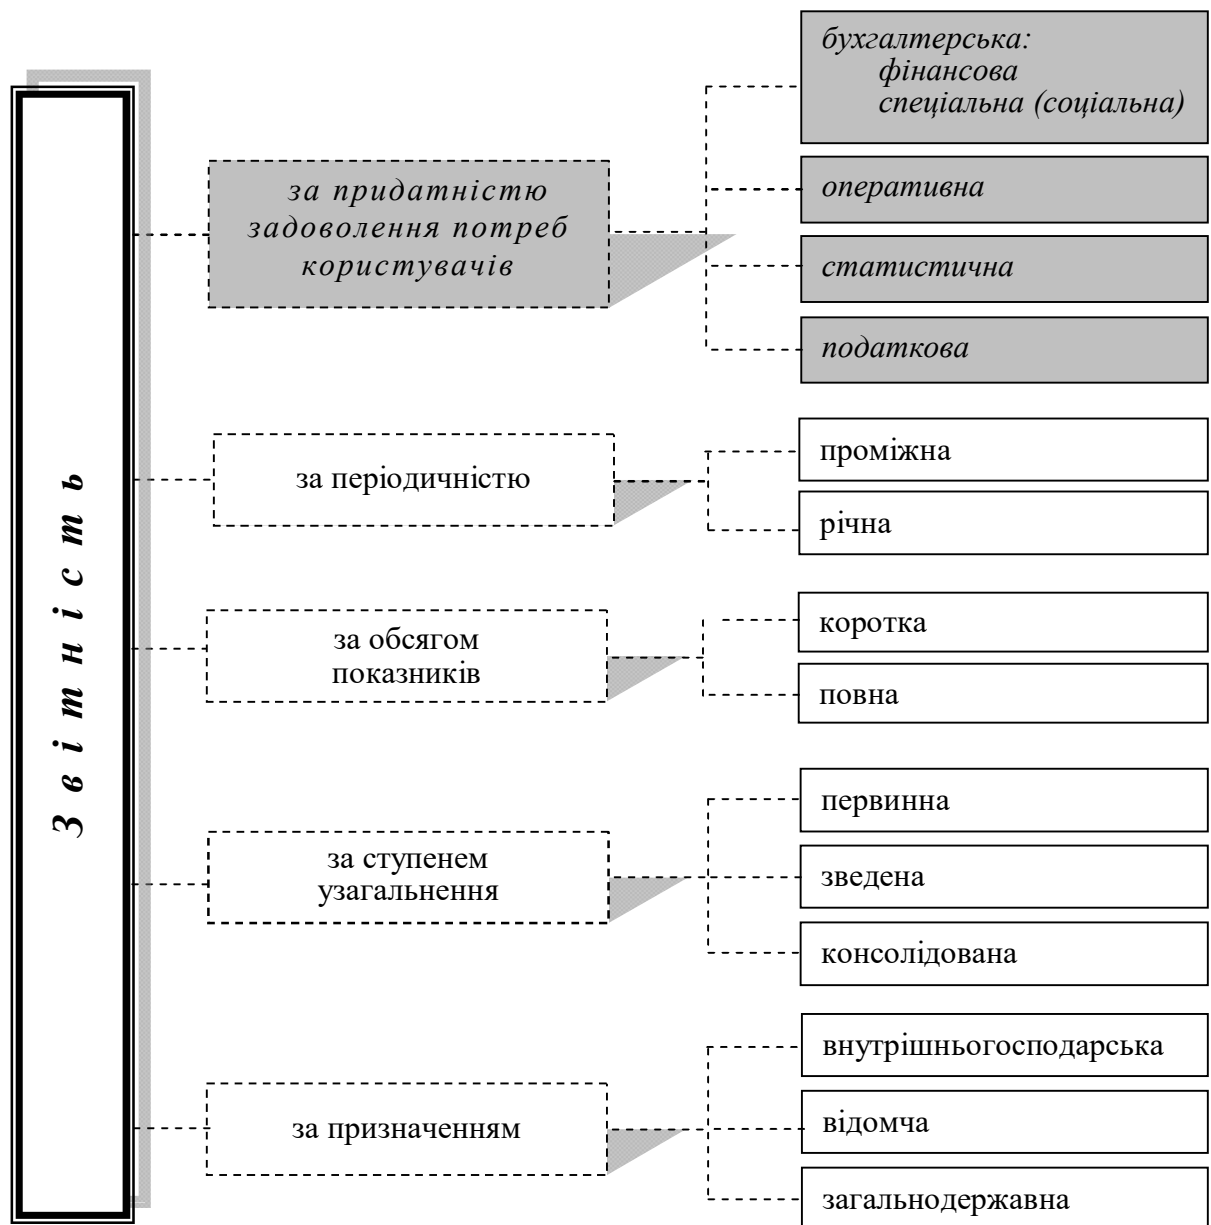 Звітність
за придатністю
задоволення потреб
користувачів
бухгалтерська:
фінансова
спеціальна (соціальна)
оперативна
статистична
податкова
за періодичністю
проміжна
річна
за обсягом
показників
коротка
повна
за ступенем
узагальнення
первинна
зведена
консолідована
за призначенням
внутрішньогосподарська
відомча
загальнодержавна